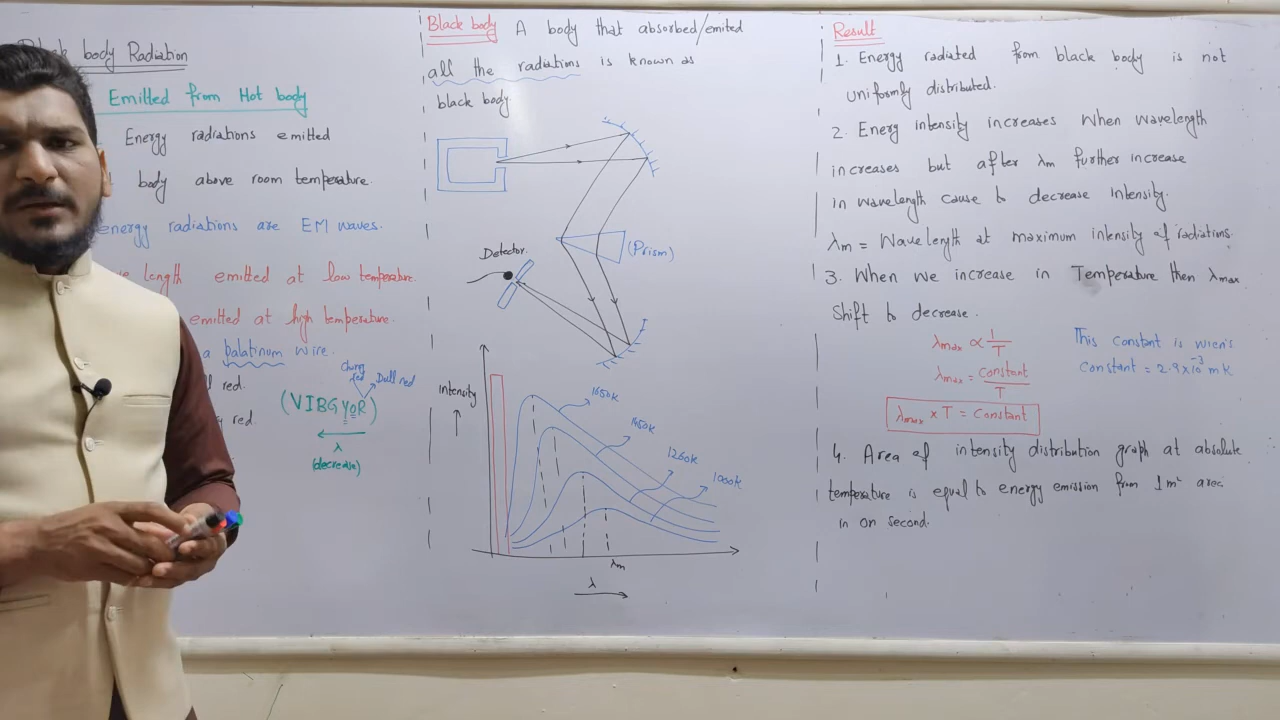 body Radiation
Emitted from Hot body
Energy radiations emitted
body above room temperature.
energy radiations are EM waves.
length emitted at low temperature.
emitted at high temperature.
a palatinum wire.
red.
red.
Cherry
red
Dull red
(VIBGYOR)
λ
(decrease)
Black body A body that absorbed/emited
all the radiations is known as
black body
(Prism)
Detector
Intensity
1650K
1450K
1260K
1000K
λm
λ
Result
1. Energy radiated from black body is not
uniformly distributed.
2. Energ intensity increases when wavelength
increases but after λm further increase
in wavelength cause to decrease intensity.
λm = Wavelength at maximum intensity of radiations.
3. When we increase in Temperature then λmax
Shift to decrease.
λmax ∝ 1/T
λmax = constant/T
λmax x T = Constant
This Constant is Wien's
Constant = 2.9x10⁻³ m K
4. Area of intensity distribution graph at absolute
temperature is equal to energy emission from 1m² area
in on second.